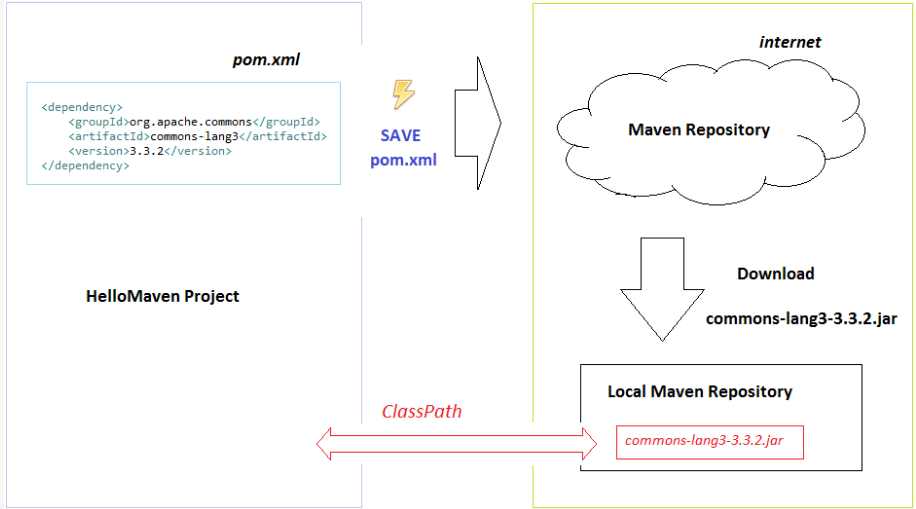 pom.xml
<dependency>
<groupId>org.apache.commons</groupId>
<artifactId>commons-lang3</artifactId>
<version>3.3.2</version>
</dependency>
SAVE
pom.xml
HelloMaven Project
internet
Maven Repository
Download
commons-lang3-3.3.2.jar
Local Maven Repository
commons-lang3-3.3.2.jar
ClassPath